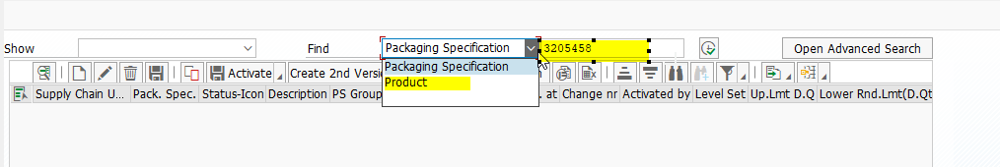 Show Find Packaging Specification 3205458 Open Advanced Search
Packaging Specification
Activate Create 2nd Versio
Product
Supply Chain U... Pack. Spec. Status-Icon Description PS Group . at Change nr Activated by Level Set Up.Lmt D.Q Lower Rnd.Lmt(D.Qt